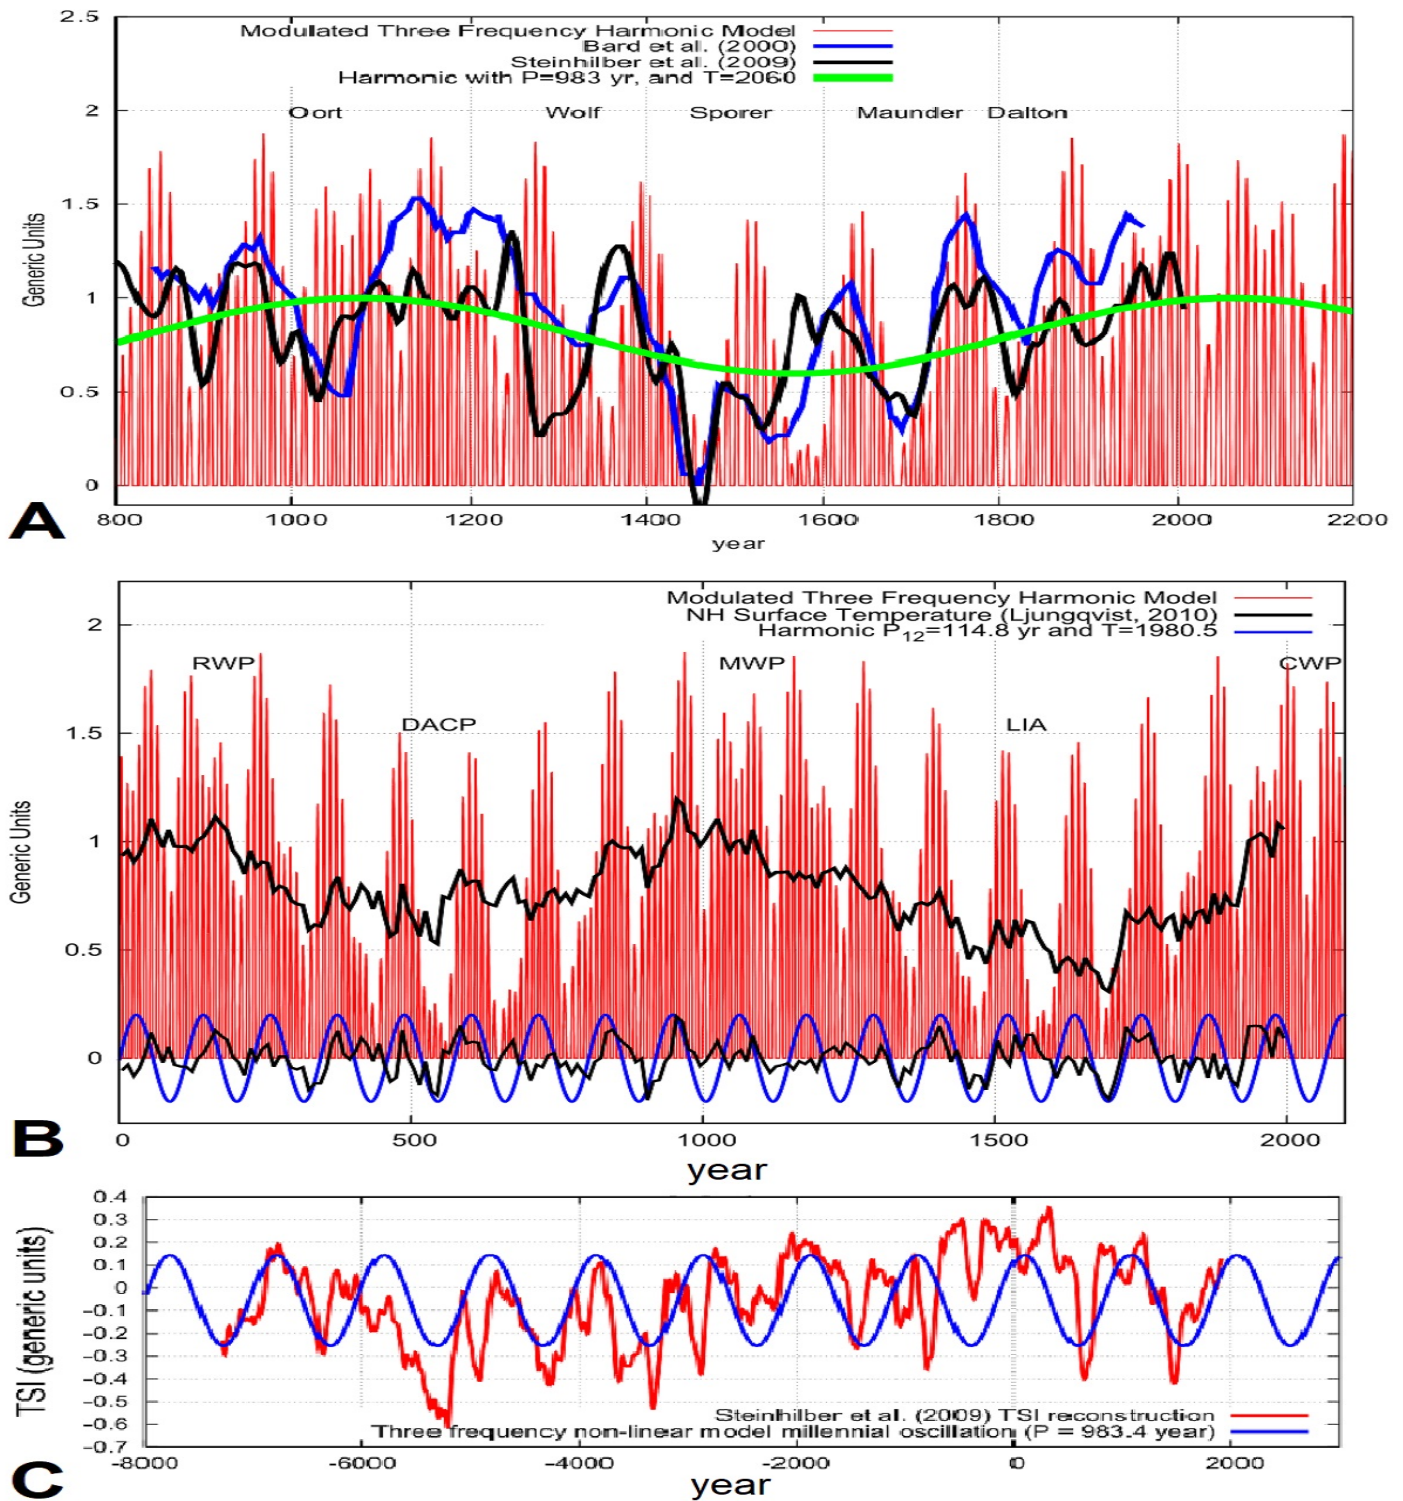 2.5
Modulated Three Frequency Harmonic Model
Bard et al. (2000)
Steinhilber et al. (2009)
Harmonic with P=983 yr, and T=2060
2
Oort Wolf Sporer Maunder Dalton
1.5
Generic Units
1
0.5
0
A
800 1000 1200 1400 1600 1800 2000 2200
year
Modulated Three Frequency Harmonic Model
NH Surface Temperature (Ljungqvist, 2010)
Harmonic P12=114.8 yr and T=1980.5
2
RWP MWP CWP
DACP LIA
1.5
Generic Units
1
0.5
0
B
0 500 1000 1500 2000
year
0.4
0.3
0.2
0.1
0
-0.1
-0.2
-0.3
-0.4
-0.5
-0.6
-0.7
TSI (generic units)
Steinhilber et al. (2009) TSI reconstruction
Three frequency non-linear model millennial oscillation (P = 983.4 year)
C
-8000 -6000 -4000 -2000 0 2000
year